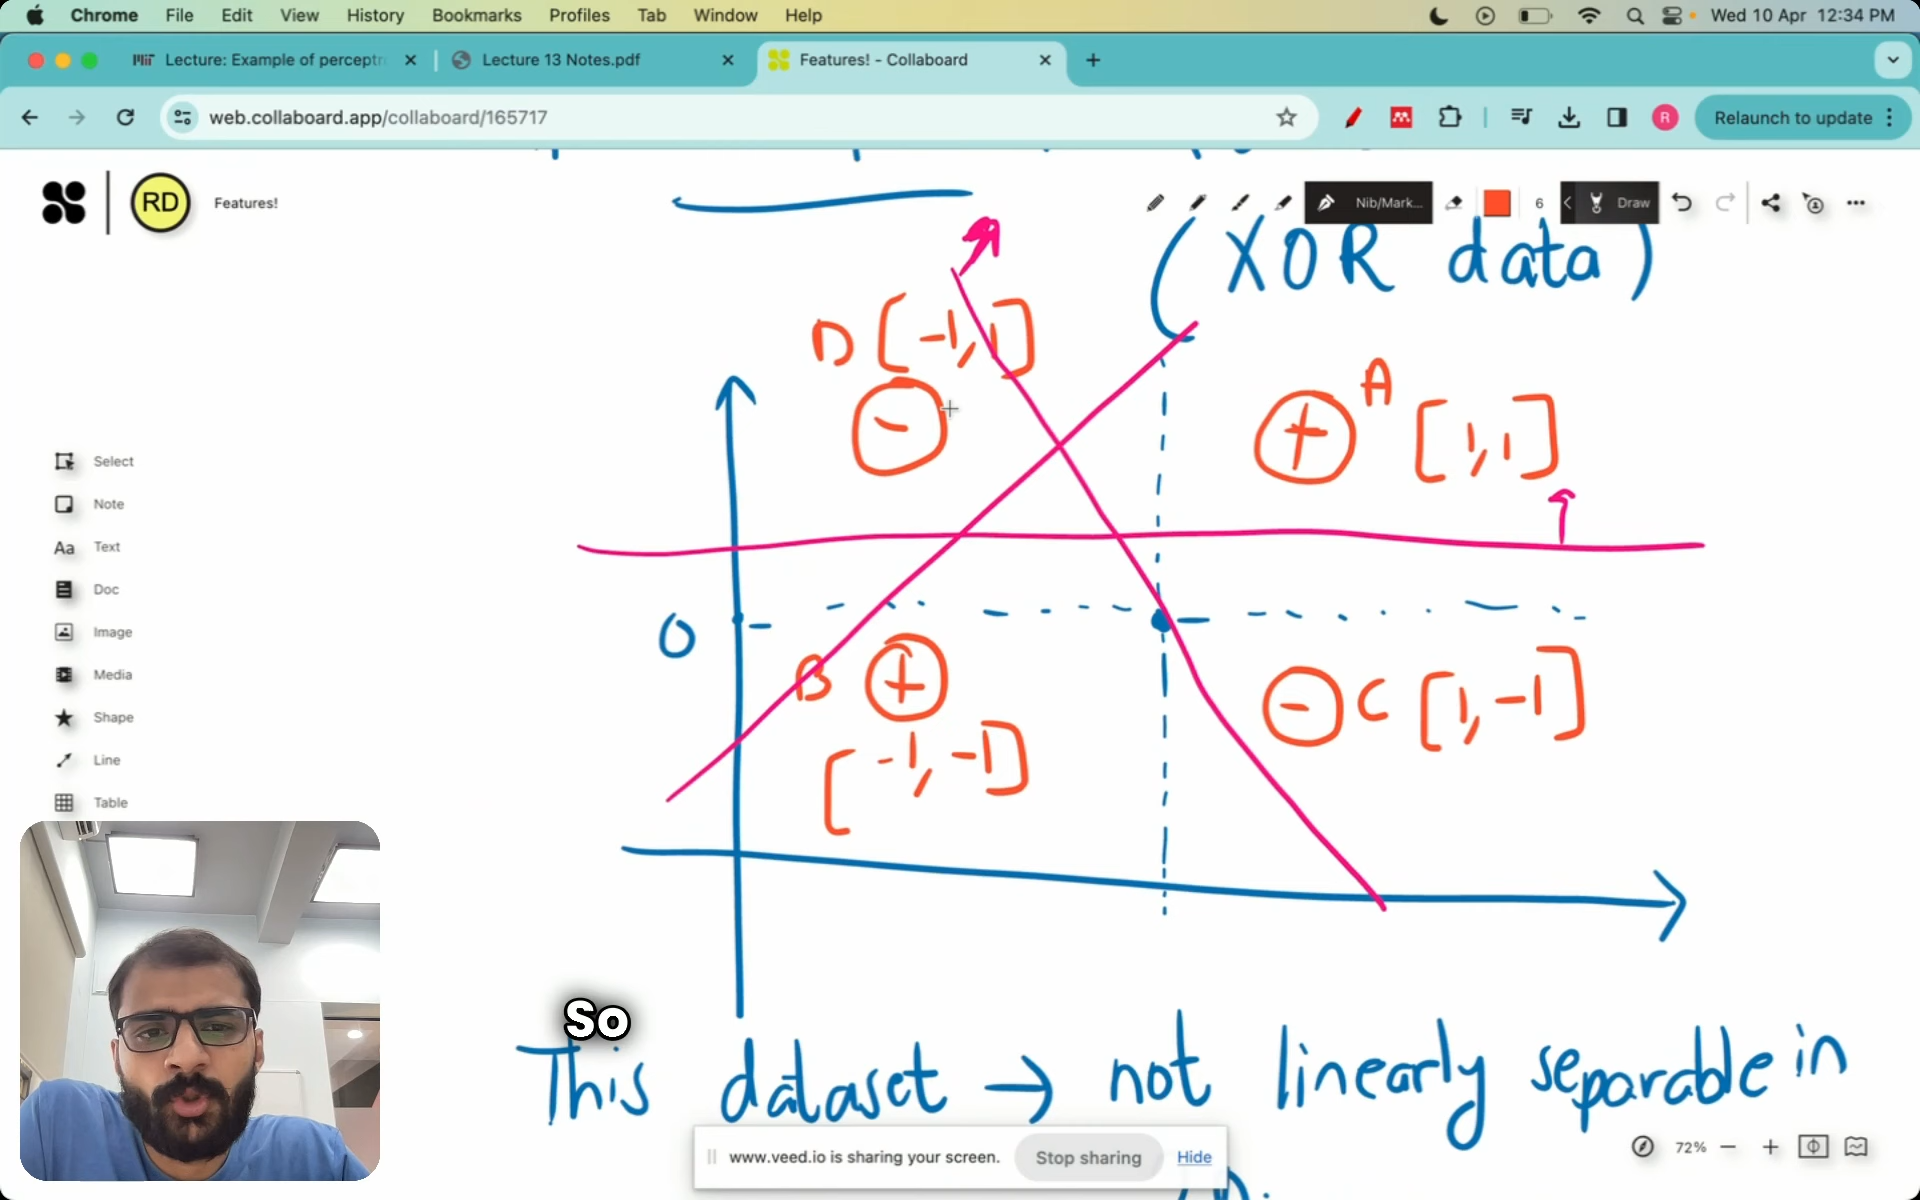 Chrome File Edit View History Bookmarks Profiles Tab Window Help Wed 10 Apr 12:34 PM
Lecture: Example of perceptr Lecture 13 Notes.pdf Features! - Collaboard
web.collaboard.app/collaboard/165717 R Relaunch to update
RD Features! Nib/Mark... 6 Draw
(XOR data)
D [-1, 1]
-
+ A [1, 1]
Select
Note
Text
Doc
Image
Media
Shape
Line
Table
0
B +
[-1, -1]
- C [1, -1]
So
This dataset → not linearly separable in
www.veed.io is sharing your screen. Stop sharing Hide
72%